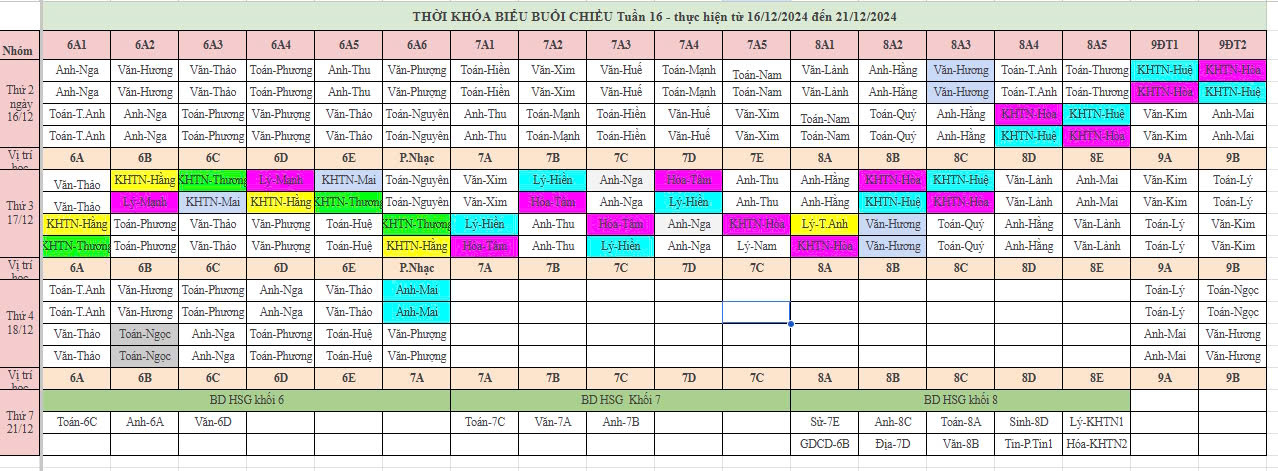 THỜI KHÓA BIỂU BUỔI CHIỀU Tuần 16 - thực hiện từ 16/12/2024 đến 21/12/2024
Nhóm 6A1 6A2 6A3 6A4 6A5 6A6 7A1 7A2 7A3 7A4 7A5 8A1 8A2 8A3 8A4 8A5 9ĐT1 9ĐT2
Thứ 2 ngày 16/12
Anh-Nga Văn-Hương Văn-Thảo Toán-Phương Anh-Thu Văn-Phượng Toán-Hiền Văn-Xim Văn-Huế Toán-Mạnh Toán-Nam Văn-Lành Anh-Hằng Văn-Hương Toán-T.Anh Toán-Thương KHTN-Huệ KHTN-Hòa
Anh-Nga Văn-Hương Văn-Thảo Toán-Phương Anh-Thu Văn-Phượng Toán-Hiền Văn-Xim Văn-Huế Toán-Mạnh Toán-Nam Văn-Lành Anh-Hằng Văn-Hương Toán-T.Anh Toán-Thương KHTN-Hòa KHTN-Huệ
Toán-T.Anh Anh-Nga Toán-Phương Văn-Phượng Văn-Thảo Toán-Nguyên Anh-Thu Toán-Mạnh Toán-Hiền Văn-Huế Văn-Xim Toán-Nam Toán-Quý Anh-Hằng KHTN-Hòa KHTN-Huệ Văn-Kim Anh-Mai
Toán-T.Anh Anh-Nga Toán-Phương Văn-Phượng Văn-Thảo Toán-Nguyên Anh-Thu Toán-Mạnh Toán-Hiền Văn-Huế Văn-Xim Toán-Nam Toán-Quý Anh-Hằng KHTN-Huệ KHTN-Hòa Văn-Kim Anh-Mai
Vị trí 6A 6B 6C 6D 6E P.Nhạc 7A 7B 7C 7D 7E 8A 8B 8C 8D 8E 9A 9B
Thứ 3 17/12
Văn-Thảo KHTN-Hằng KHTN-Thương Lý-Mạnh KHTN-Mai Toán-Nguyên Văn-Xim Lý-Hiền Anh-Nga Hóa-Tâm Anh-Thu Anh-Hằng KHTN-Hòa KHTN-Huệ Văn-Lành Anh-Mai Văn-Kim Toán-Lý
Văn-Thảo Lý-Mạnh KHTN-Mai KHTN-Hằng KHTN-Thương Toán-Nguyên Văn-Xim Hóa-Tâm Anh-Nga Lý-Hiền Anh-Thu Anh-Hằng KHTN-Huệ KHTN-Hòa Văn-Lành Anh-Mai Văn-Kim Toán-Lý
KHTN-Hằng Toán-Phương Văn-Thảo Văn-Phượng Toán-Huệ KHTN-Thương Lý-Hiền Anh-Thu Hóa-Tâm Anh-Nga KHTN-Hòa Lý-T.Anh Văn-Hương Toán-Quý Anh-Hằng Văn-Lành Toán-Lý Văn-Kim
KHTN-Thương Toán-Phương Văn-Thảo Văn-Phượng Toán-Huệ KHTN-Hằng Hóa-Tâm Anh-Thu Lý-Hiền Anh-Nga Lý-Nam KHTN-Hòa Văn-Hương Toán-Quý Anh-Hằng Văn-Lành Toán-Lý Văn-Kim
Vị trí 6A 6B 6C 6D 6E P.Nhạc 7A 7B 7C 7D 7C 8A 8B 8C 8D 8E 9A 9B
Thứ 4 18/12
Toán-T.Anh Văn-Hương Toán-Phương Anh-Nga Văn-Thảo Anh-Mai Toán-Lý Toán-Ngọc
Toán-T.Anh Văn-Hương Toán-Phương Anh-Nga Văn-Thảo Anh-Mai Toán-Lý Toán-Ngọc
Văn-Thảo Toán-Ngọc Anh-Nga Toán-Phương Toán-Huệ Văn-Phượng Anh-Mai Văn-Hương
Văn-Thảo Toán-Ngọc Anh-Nga Toán-Phương Toán-Huệ Văn-Phượng Anh-Mai Văn-Hương
Vị trí 6A 6B 6C 6D 6E 7A 7A 7B 7C 7D 7C 8A 8B 8C 8D 8E 9A 9B
Thứ 7 21/12
BD HSG khối 6 BD HSG Khối 7 BD HSG khối 8
Toán-6C Anh-6A Văn-6D Toán-7C Văn-7A Anh-7B Sử-7E Anh-8C Toán-8A Sinh-8D Lý-KHTN1
GDCD-6B Địa-7D Văn-8B Tin-P.Tin1 Hóa-KHTN2